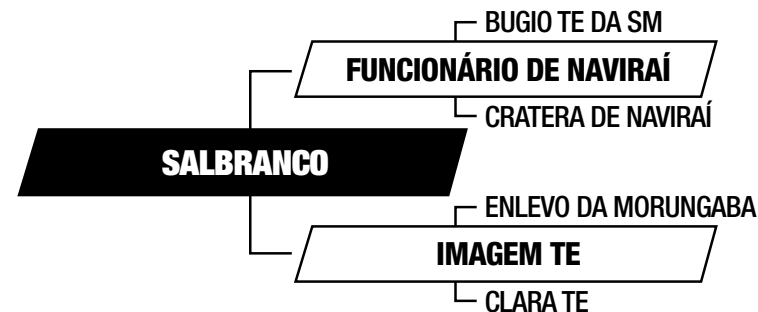 BUGIO TE DA SM
FUNCIONÁRIO DE NAVIRAÍ
CRATERA DE NAVIRAÍ
SALBRANCO
ENLEVO DA MORUNGABA
IMAGEM TE
CLARA TE